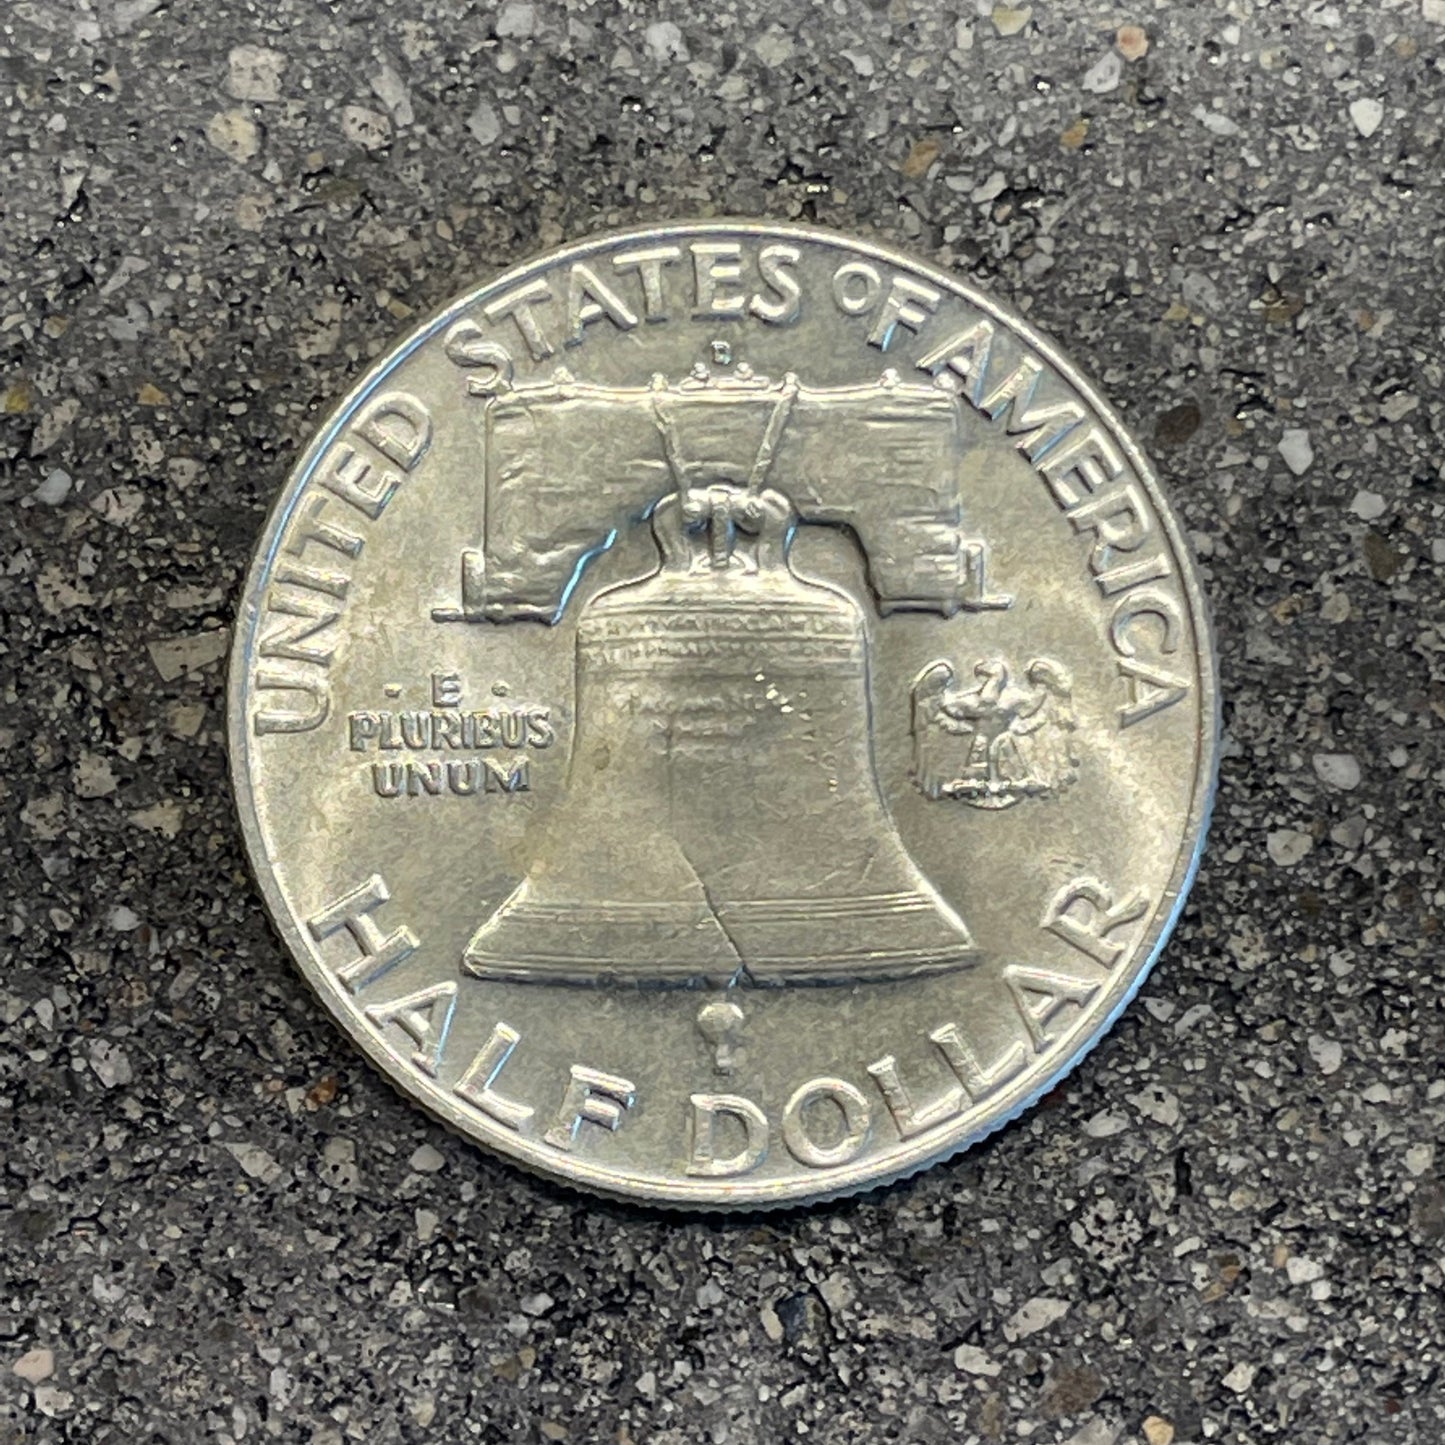 UNITED STATES OF AMERICA
D
· E ·
PLURIBUS
UNUM
HALF DOLLAR